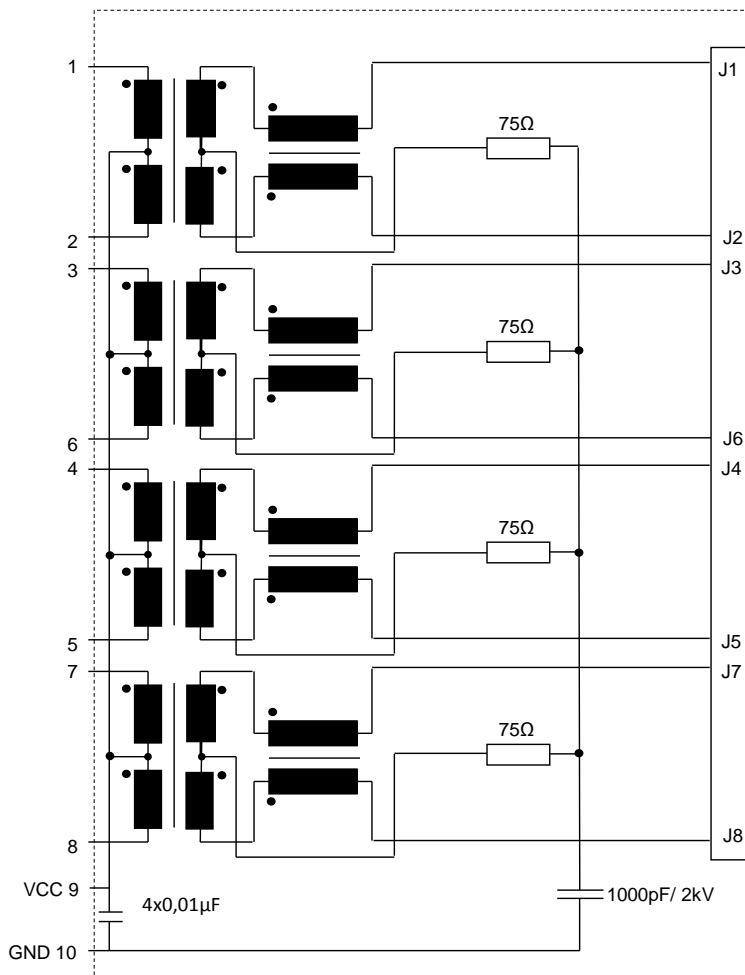 1
J1
75Ω
2
J2
3
J3
75Ω
6
J6
4
J4
75Ω
5
J5
7
J7
75Ω
8
J8
VCC 9
4x0,01µF
1000pF/ 2kV
GND 10